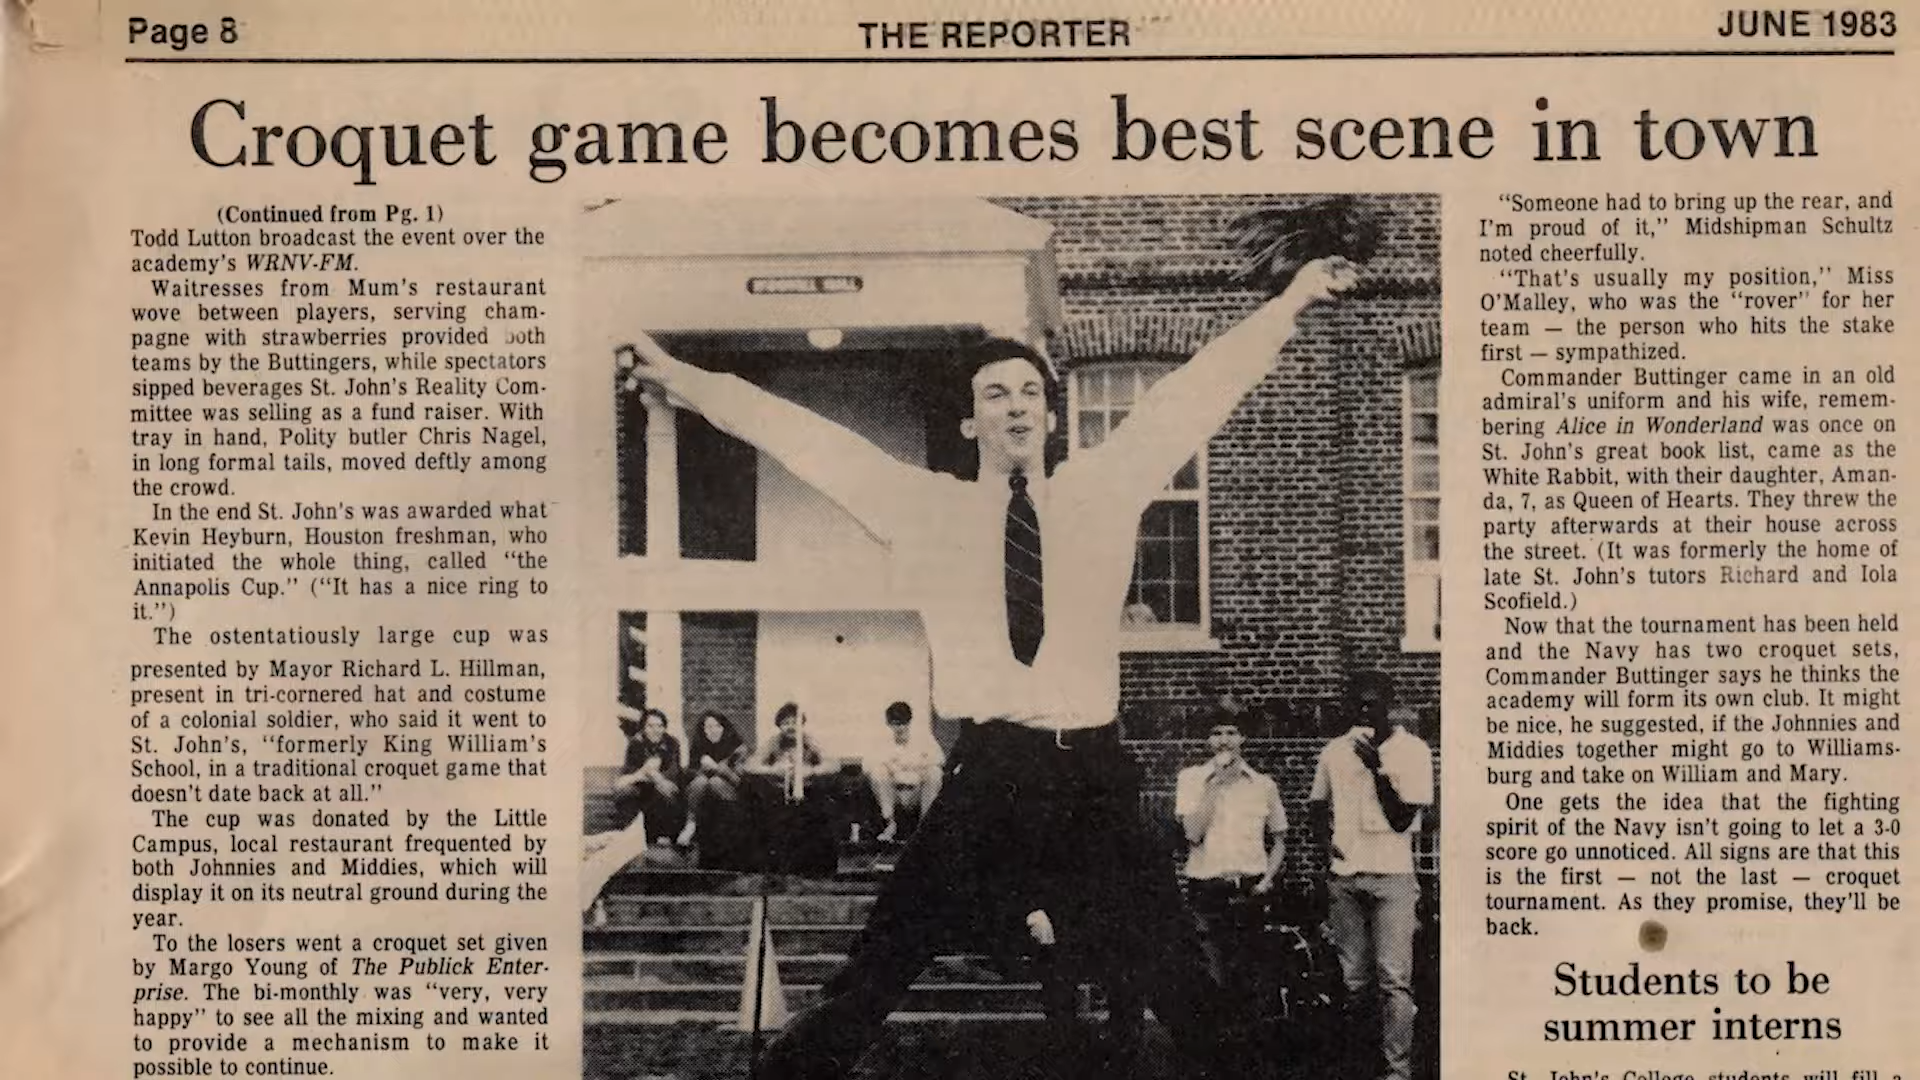 Page 8
THE REPORTER
JUNE 1983
Croquet game becomes best scene in town
(Continued from Pg. 1)
Todd Lutton broadcast the event over the
academy's WRNV-FM.
Waitresses from Mum's restaurant
wove between players, serving cham-
pagne with strawberries provided both
teams by the Buttingers, while spectators
sipped beverages St. John's Reality Com-
mittee was selling as a fund raiser. With
tray in hand, Polity butler Chris Nagel,
in long formal tails, moved deftly among
the crowd.
In the end St. John's was awarded what
Kevin Heyburn, Houston freshman, who
initiated the whole thing, called "the
Annapolis Cup." ("It has a nice ring to
it.")
The ostentatiously large cup was
presented by Mayor Richard L. Hillman,
present in tri-cornered hat and costume
of a colonial soldier, who said it went to
St. John's, "formerly King William's
School, in a traditional croquet game that
doesn't date back at all."
The cup was donated by the Little
Campus, local restaurant frequented by
both Johnnies and Middies, which will
display it on its neutral ground during the
year.
To the losers went a croquet set given
by Margo Young of The Publick Enter-
prise. The bi-monthly was "very, very
happy" to see all the mixing and wanted
to provide a mechanism to make it
possible to continue.
"Someone had to bring up the rear, and
I'm proud of it," Midshipman Schultz
noted cheerfully.
"That's usually my position," Miss
O'Malley, who was the "rover" for her
team — the person who hits the stake
first — sympathized.
Commander Buttinger came in an old
admiral's uniform and his wife, remem-
bering Alice in Wonderland was once on
St. John's great book list, came as the
White Rabbit, with their daughter, Aman-
da, 7, as Queen of Hearts. They threw the
party afterwards at their house across
the street. (It was formerly the home of
late St. John's tutors Richard and Iola
Scofield.)
Now that the tournament has been held
and the Navy has two croquet sets,
Commander Buttinger says he thinks the
academy will form its own club. It might
be nice, he suggested, if the Johnnies and
Middies together might go to Williams-
burg and take on William and Mary.
One gets the idea that the fighting
spirit of the Navy isn't going to let a 3-0
score go unnoticed. All signs are that this
is the first — not the last — croquet
tournament. As they promise, they'll be
back.
Students to be
summer interns
St. John's College students will fill a